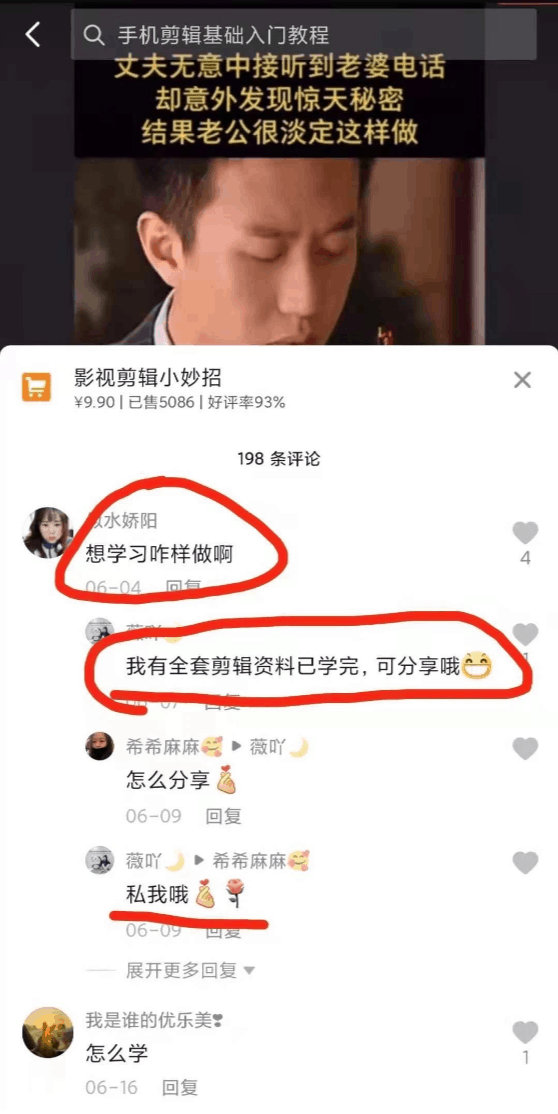 手机剪辑基础入门教程
丈夫无意中接听到老婆电话
却意外发现惊天秘密
结果老公很淡定这样做
影视剪辑小妙招
¥9.90 | 已售5086 | 好评率93%
198 条评论
水娇阳
想学习咋样做啊
4
06-04 回复
薇吖🌙
我有全套剪辑资料已学完, 可分享哦😁
1
06-07 回复
希希麻麻🥰 ▶ 薇吖🌙
怎么分享🫰
06-09 回复
薇吖🌙 ▶ 希希麻麻🥰
私我哦🫰🌹
06-09 回复
展开更多回复
我是谁的优乐美❣
怎么学
1
06-16 回复